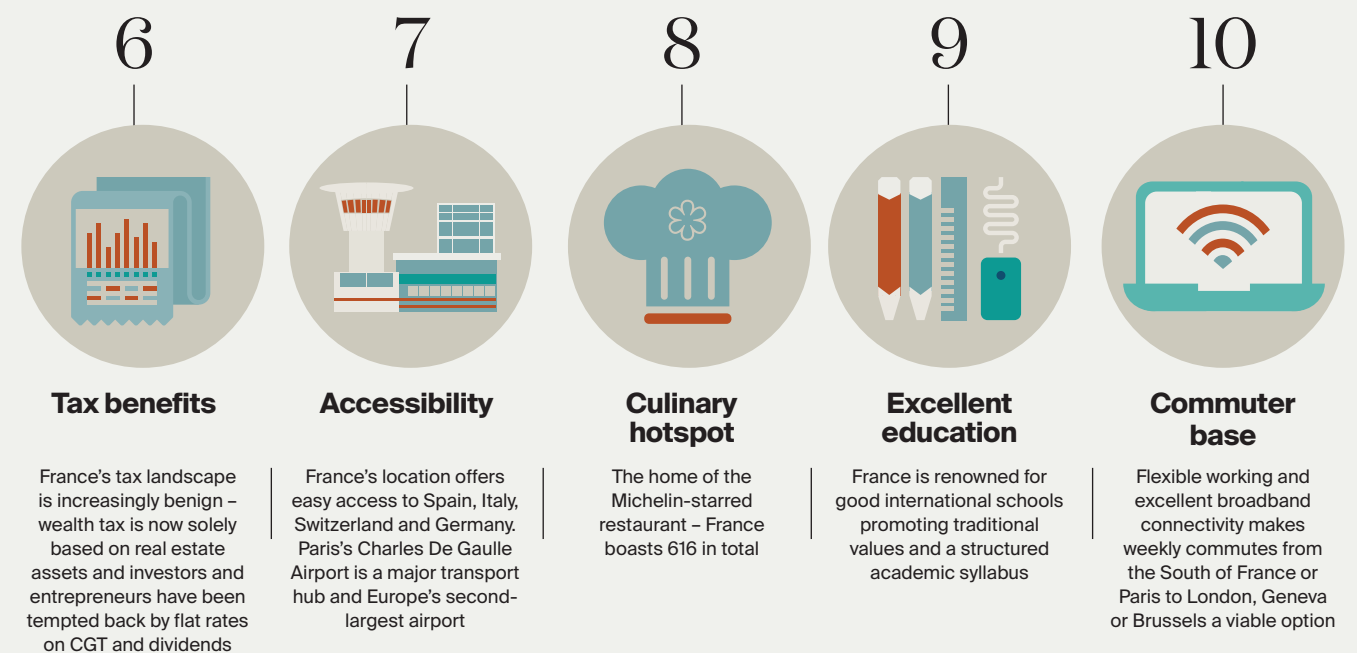 6
Tax benefits
France's tax landscape
is increasingly benign –
wealth tax is now solely
based on real estate
assets and investors and
entrepreneurs have been
tempted back by flat rates
on CGT and dividends
7
Accessibility
France's location offers
easy access to Spain, Italy,
Switzerland and Germany.
Paris's Charles De Gaulle
Airport is a major transport
hub and Europe's second-
largest airport
8
Culinary
hotspot
The home of the
Michelin-starred
restaurant – France
boasts 616 in total
9
Excellent
education
France is renowned for
good international schools
promoting traditional
values and a structured
academic syllabus
10
Commuter
base
Flexible working and
excellent broadband
connectivity makes
weekly commutes from
the South of France or
Paris to London, Geneva
or Brussels a viable option